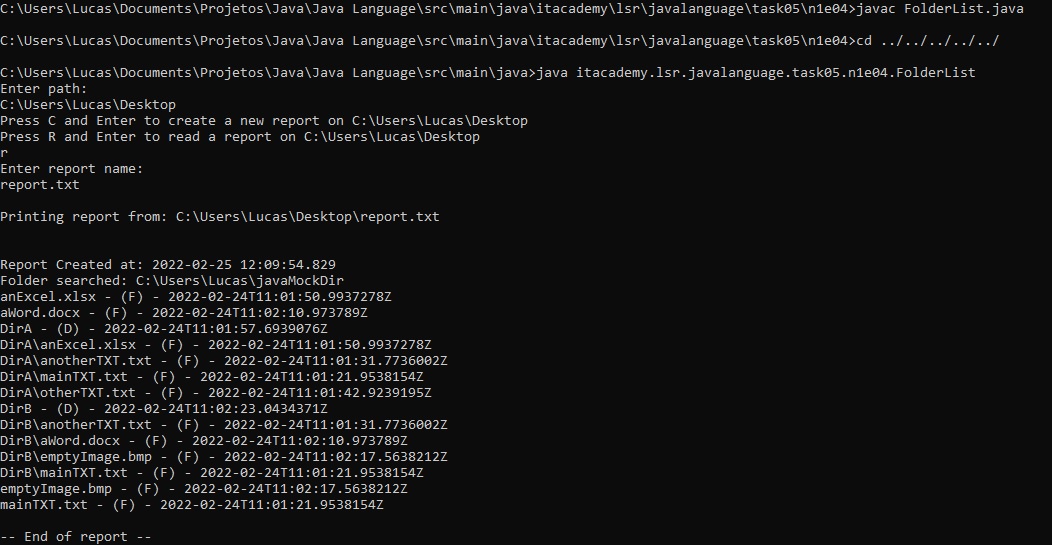 C:\Users\Lucas\Documents\Projetos\Java\Java Language\src\main\java\itacademy\lsr\javalanguage\task05\n1e04>javac FolderList.java
C:\Users\Lucas\Documents\Projetos\Java\Java Language\src\main\java\itacademy\lsr\javalanguage\task05\n1e04>cd ../../../../../
C:\Users\Lucas\Documents\Projetos\Java\Java Language\src\main\java>java itacademy.lsr.javalanguage.task05.n1e04.FolderList
Enter path:
C:\Users\Lucas\Desktop
Press C and Enter to create a new report on C:\Users\Lucas\Desktop
Press R and Enter to read a report on C:\Users\Lucas\Desktop
r
Enter report name:
report.txt
Printing report from: C:\Users\Lucas\Desktop\report.txt
Report Created at: 2022-02-25 12:09:54.829
Folder searched: C:\Users\Lucas\javaMockDir
anExcel.xlsx - (F) - 2022-02-24T11:01:50.9937278Z
aWord.docx - (F) - 2022-02-24T11:02:10.973789Z
DirA - (D) - 2022-02-24T11:01:57.6939076Z
DirA\anExcel.xlsx - (F) - 2022-02-24T11:01:50.9937278Z
DirA\anotherTXT.txt - (F) - 2022-02-24T11:01:31.7736002Z
DirA\mainTXT.txt - (F) - 2022-02-24T11:01:21.9538154Z
DirA\otherTXT.txt - (F) - 2022-02-24T11:01:42.9239195Z
DirB - (D) - 2022-02-24T11:02:23.0434371Z
DirB\anotherTXT.txt - (F) - 2022-02-24T11:01:31.7736002Z
DirB\aWord.docx - (F) - 2022-02-24T11:02:10.973789Z
DirB\emptyImage.bmp - (F) - 2022-02-24T11:02:17.5638212Z
DirB\mainTXT.txt - (F) - 2022-02-24T11:01:21.9538154Z
emptyImage.bmp - (F) - 2022-02-24T11:02:17.5638212Z
mainTXT.txt - (F) - 2022-02-24T11:01:21.9538154Z
-- End of report --